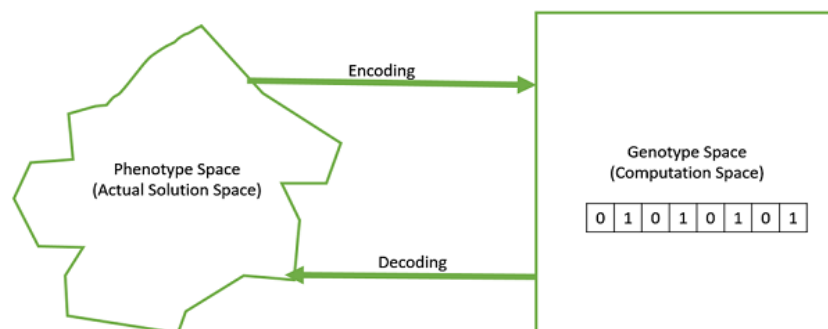 Encoding
Phenotype Space
(Actual Solution Space)
Genotype Space
(Computation Space)
0 1 0 1 0 1 0 1
Decoding